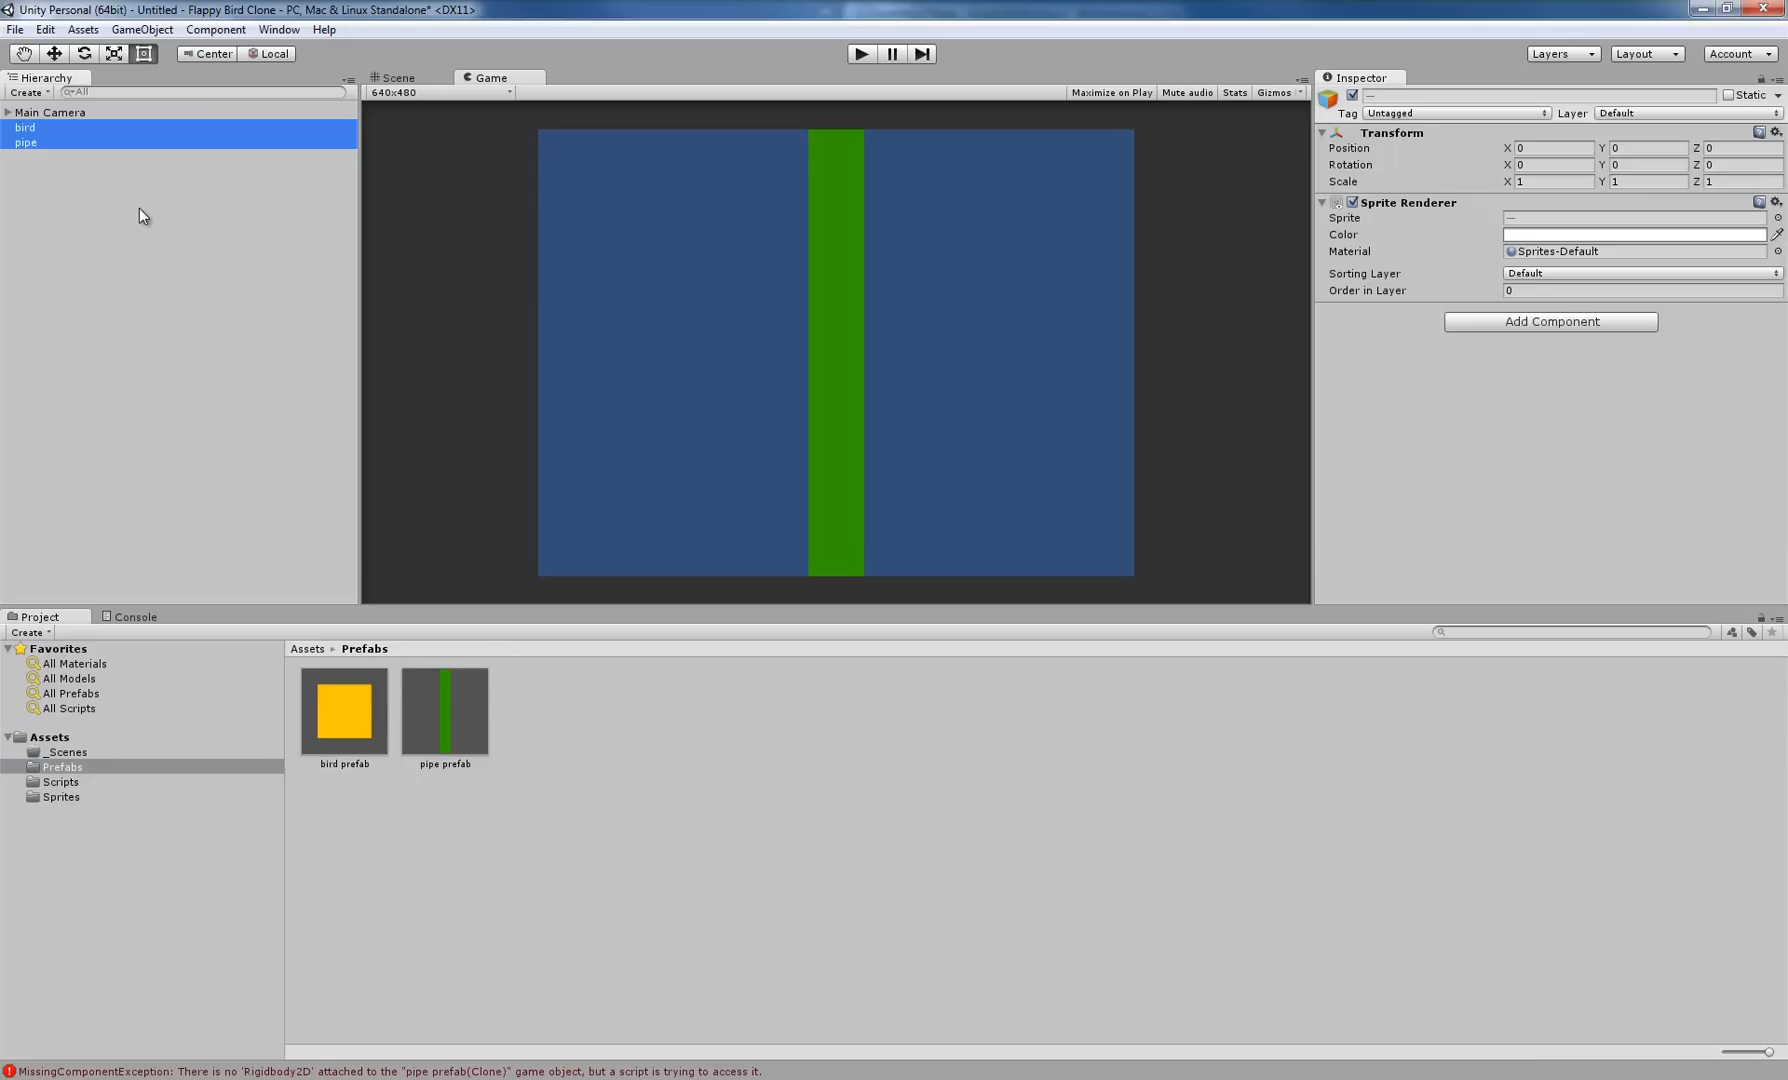 Unity Personal (64bit) - Untitled - Flappy Bird Clone - PC, Mac & Linux Standalone* <DX11>
File Edit Assets GameObject Component Window Help
Center Local Layers Layout Account
Hierarchy Scene Game Inspector
Create All 640x480 Maximize on Play Mute audio Stats Gizmos — Static
Main Camera Tag Untagged Layer Default
bird
pipe
Transform
Position X 0 Y 0 Z 0
Rotation X 0 Y 0 Z 0
Scale X 1 Y 1 Z 1
Sprite Renderer
Sprite —
Color
Material Sprites-Default
Sorting Layer Default
Order in Layer 0
Add Component
Project Console
Create
Favorites
All Materials
All Models
All Prefabs
All Scripts
Assets
_Scenes
Prefabs
Scripts
Sprites
Assets ▸ Prefabs
bird prefab pipe prefab
MissingComponentException: There is no 'Rigidbody2D' attached to the "pipe prefab(Clone)" game object, but a script is trying to access it.